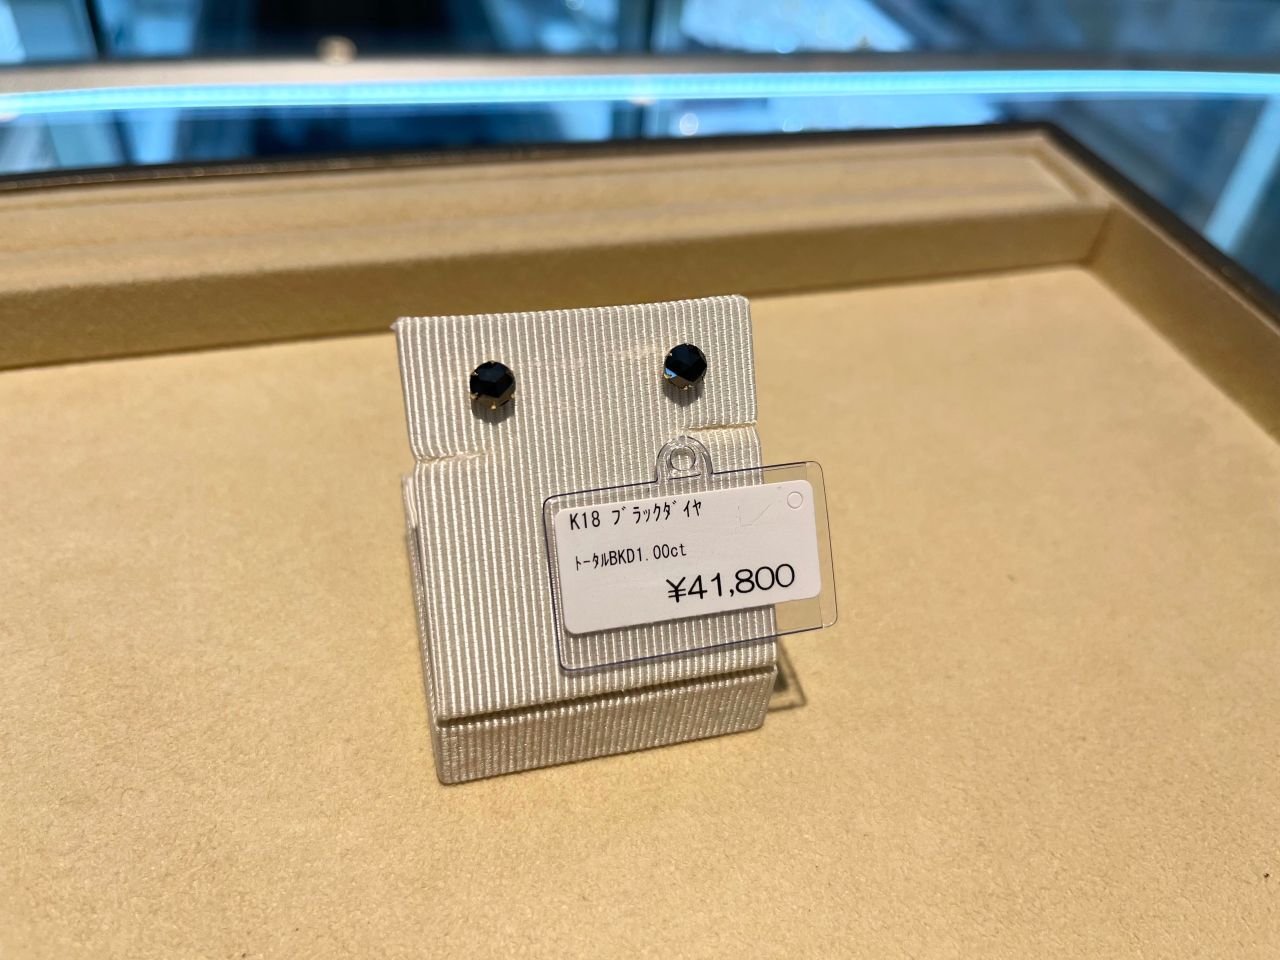 K18 ﾌﾞﾗｯｸﾀﾞｲﾔ
ﾄｰﾀﾙBKD1.00ct
¥41,800